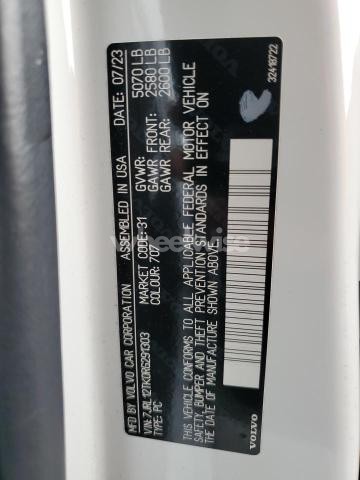 MFD BY VOLVO CAR CORPORATION ASSEMBLED IN USA DATE: 07/23
VIN: 7JRL12TK0RG291303 MARKET CODE: 31 GVWR: 5070 LB
TYPE: PC COLOUR: 707 GAWR FRONT: 2580 LB
GAWR REAR: 2600 LB
THIS VEHICLE CONFORMS TO ALL APPLICABLE FEDERAL MOTOR VEHICLE
SAFETY, BUMPER AND THEFT PREVENTION STANDARDS IN EFFECT ON
THE DATE OF MANUFACTURE SHOWN ABOVE.
VOLVO
32418722